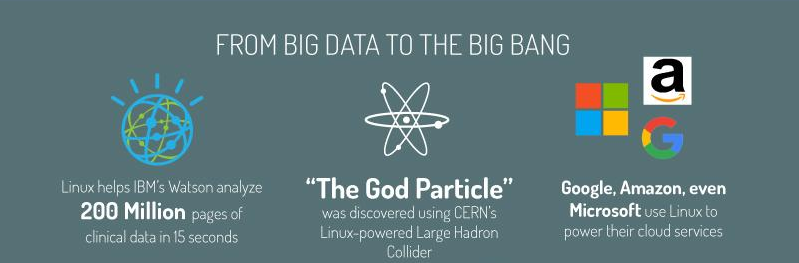 FROM BIG DATA TO THE BIG BANG
Linux helps IBM's Watson analyze
200 Million pages of
clinical data in 15 seconds
"The God Particle"
was discovered using CERN's
Linux-powered Large Hadron
Collider
a
G
Google, Amazon, even
Microsoft use Linux to
power their cloud services